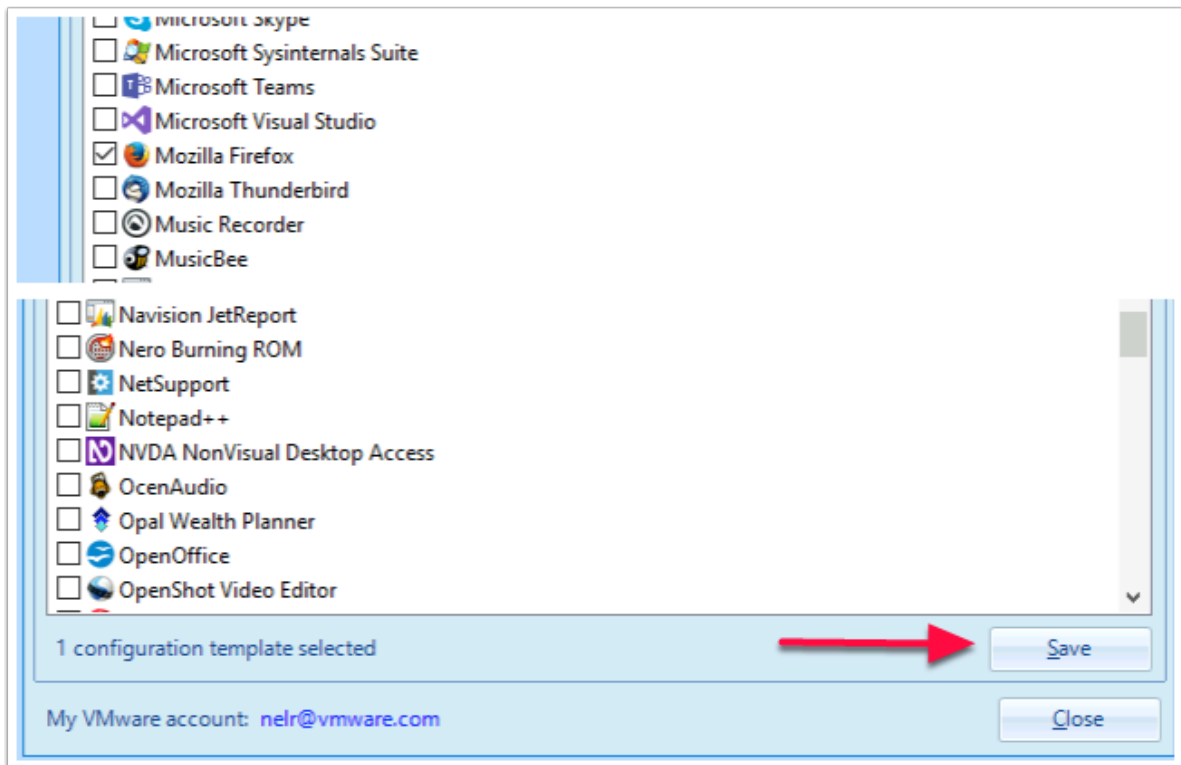 Microsoft Skype
Microsoft Sysinternals Suite
Microsoft Teams
Microsoft Visual Studio
Mozilla Firefox
Mozilla Thunderbird
Music Recorder
MusicBee
Navision JetReport
Nero Burning ROM
NetSupport
Notepad++
NVDA NonVisual Desktop Access
OcenAudio
Opal Wealth Planner
OpenOffice
OpenShot Video Editor
1 configuration template selected
Save
My VMware account: nelr@vmware.com
Close